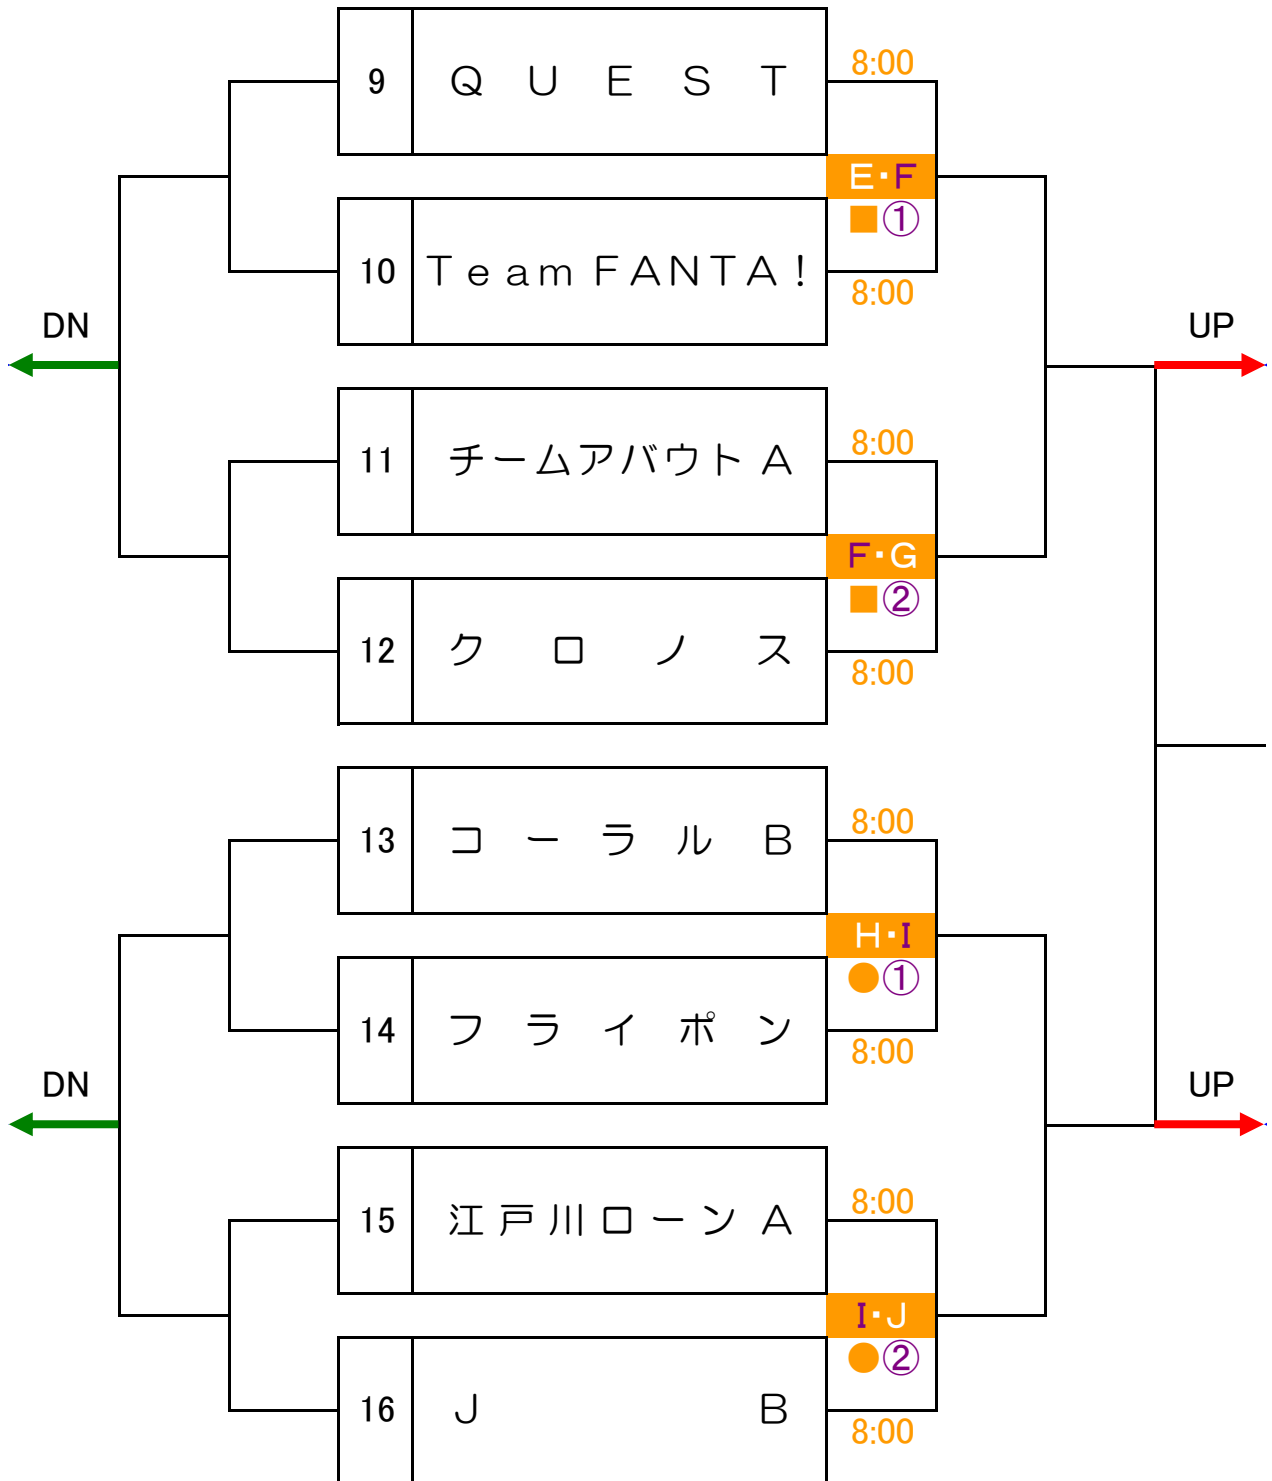 8:00
9 QUEST
E・F
■①
10 Team FANTA!
8:00
DN
UP
8:00
11 チームアバウトA
F・G
■②
12 クロノス
8:00
8:00
13 コーラルB
H・I
●①
14 フライポン
8:00
DN
UP
8:00
15 江戸川ローンA
I・J
●②
16 JB
8:00